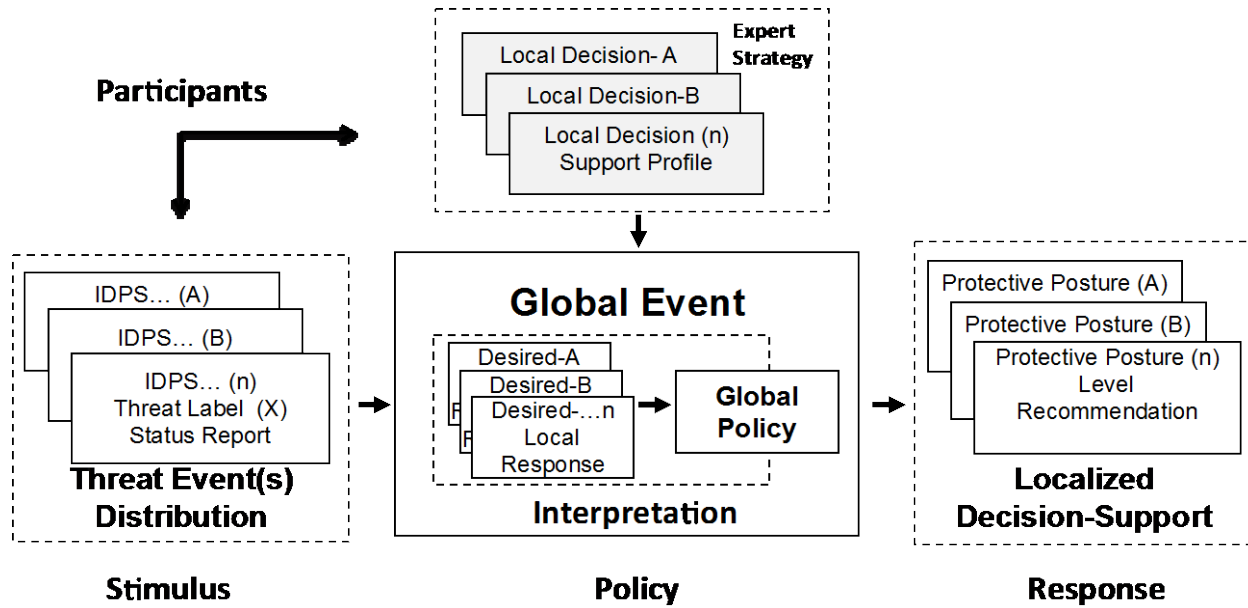 Participants
Expert
Strategy
Local Decision- A
Local Decision-B
Local Decision (n)
Support Profile
IDPS... (A)
IDPS... (B)
IDPS... (n)
Threat Label (X)
Status Report
Threat Event(s)
Distribution
Global Event
Desired-A
Desired-B
Desired-...n
Local
Response
Global
Policy
Interpretation
Protective Posture (A)
Protective Posture (B)
Protective Posture (n)
Level
Recommendation
Localized
Decision-Support
Stimulus
Policy
Response